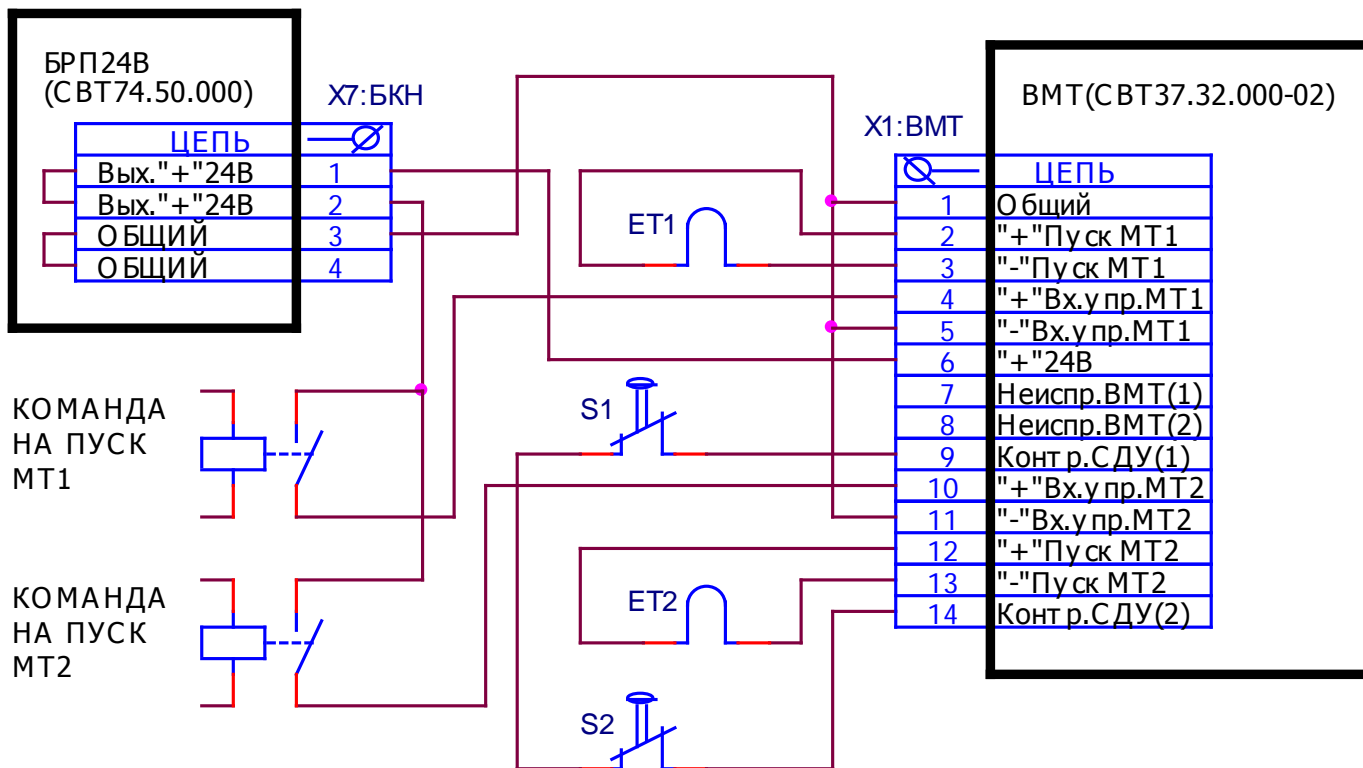 БРП24В
(СВТ74.50.000)
X7:БКН
ЦЕПЬ
Вых."+"24В 1
Вых."+"24В 2
ОБЩИЙ 3
ОБЩИЙ 4
ВМТ(СВТ37.32.000-02)
X1:ВМТ
ЦЕПЬ
1 Общий
2 "+"Пуск МТ1
3 "-"Пуск МТ1
4 "+"Вх.упр.МТ1
5 "-"Вх.упр.МТ1
6 "+"24В
7 Неиспр.ВМТ(1)
8 Неиспр.ВМТ(2)
9 Контр.СДУ(1)
10 "+"Вх.упр.МТ2
11 "-"Вх.упр.МТ2
12 "+"Пуск МТ2
13 "-"Пуск МТ2
14 Контр.СДУ(2)
ET1
S1
ET2
S2
КОМАНДА
НА ПУСК
МТ1
КОМАНДА
НА ПУСК
МТ2